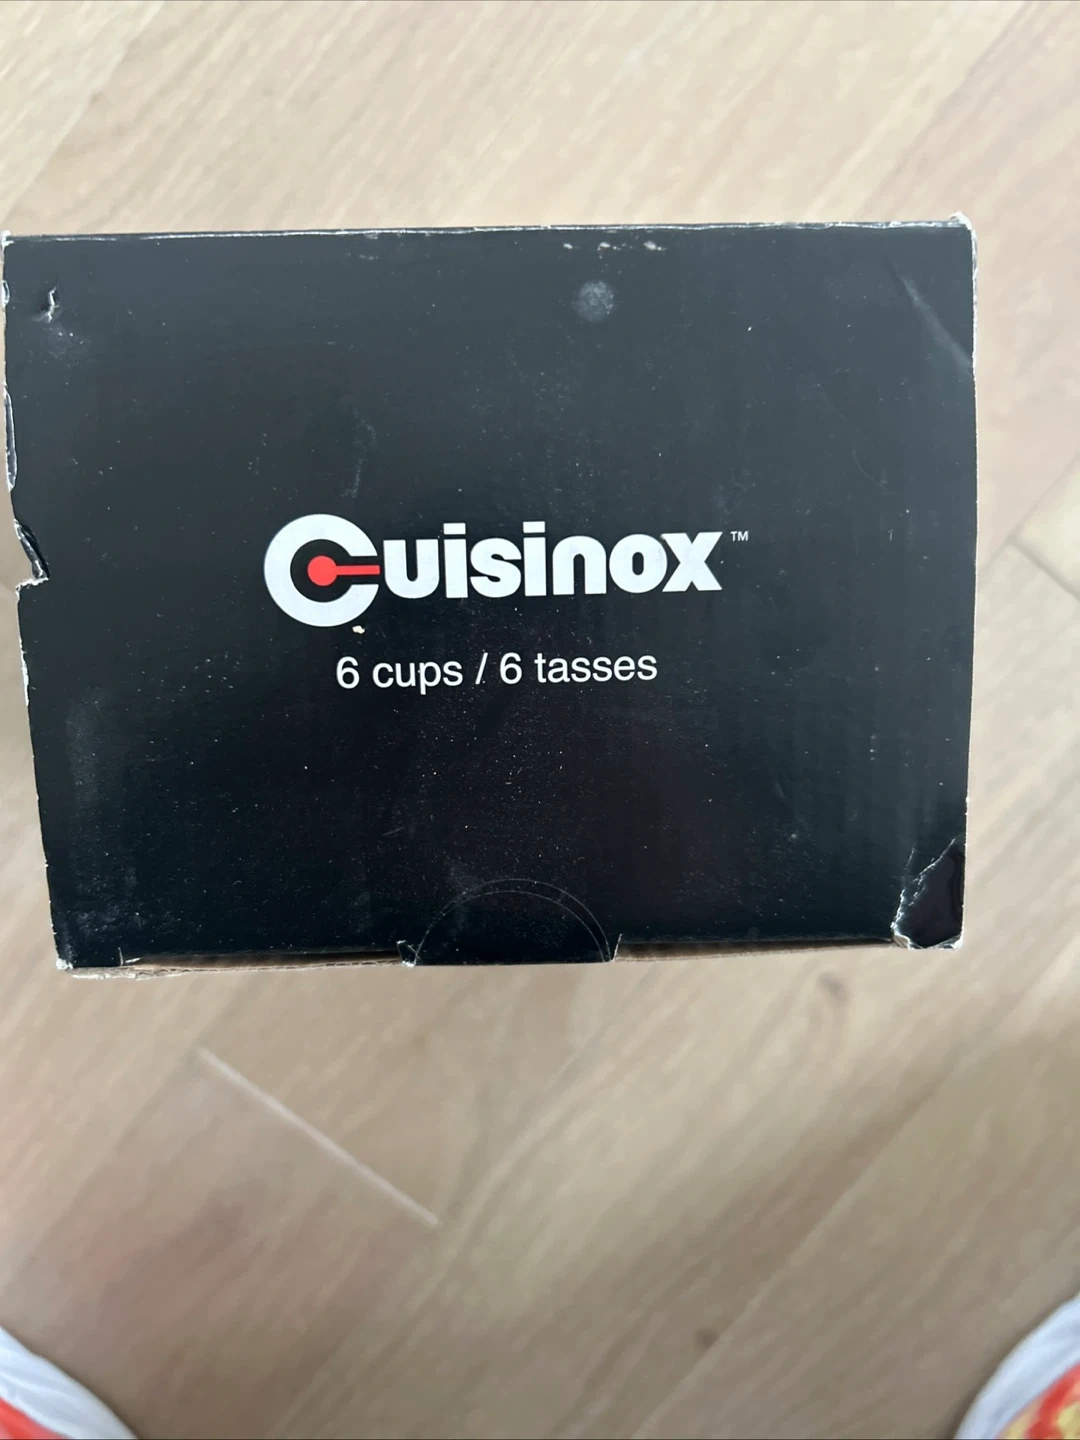 Cuisinox™
6 cups / 6 tasses